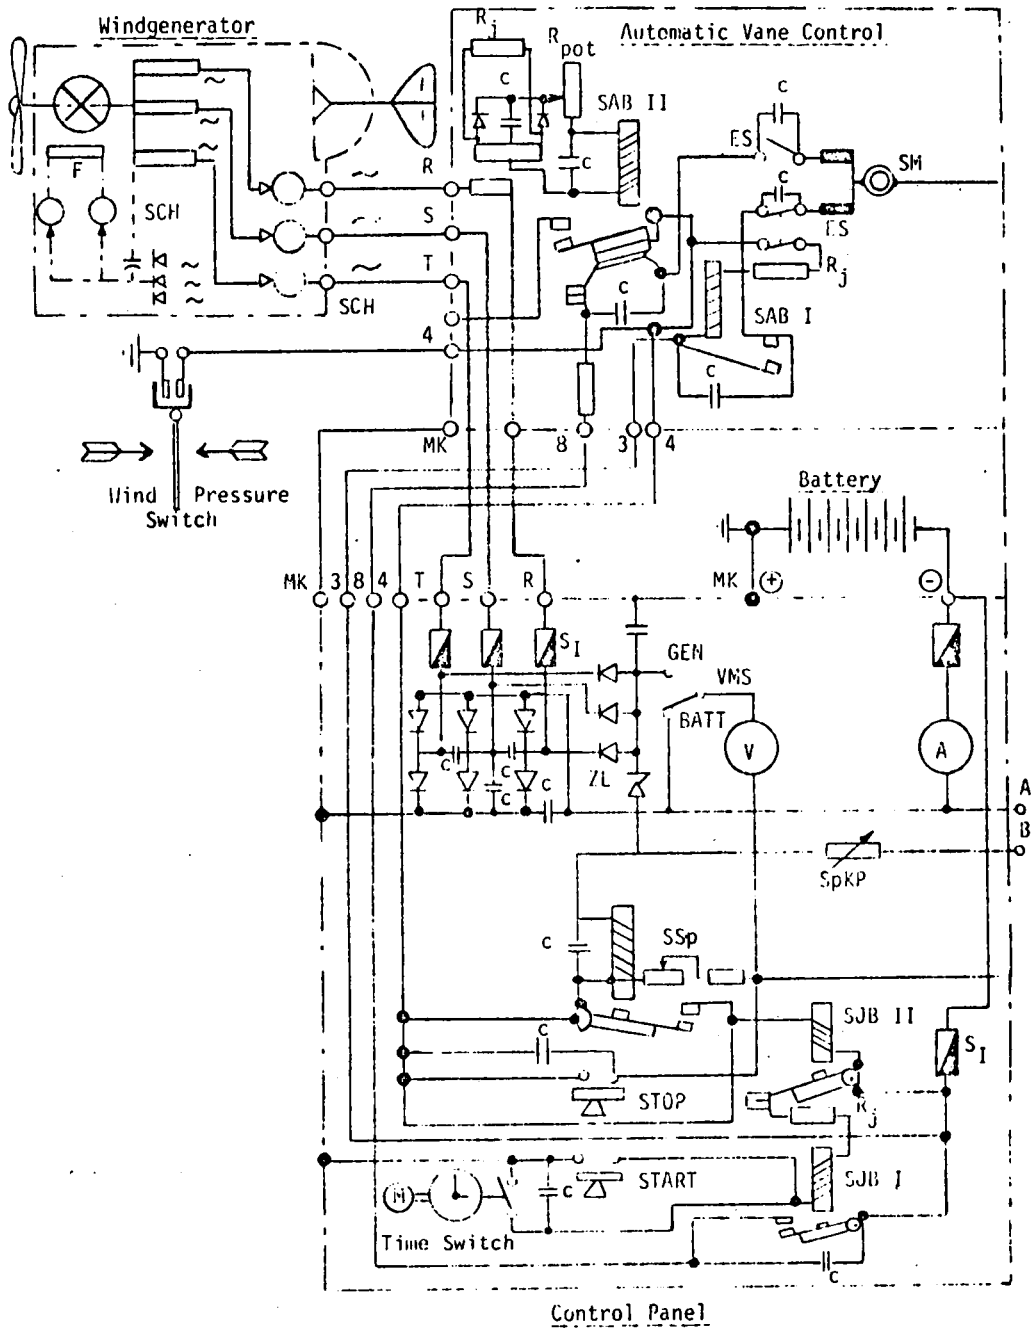 Windgenerator
Automatic Vane Control
R j
R pot
C
SAB II
C
C
ES
SM
C
ES
F
SCH
R
S
T
4
SCH
C
R j
SAB I
C
MK
8
3
4
Wind Pressure
Switch
Battery
MK
3
8
4
T
S
R
MK
+
-
S I
GEN
VMS
BATT
V
A
C
C
C
C
ZL
A
B
SpKP
C
SSp
SJB II
C
S I
STOP
R j
START
C
SJB I
M
Time Switch
C
Control Panel